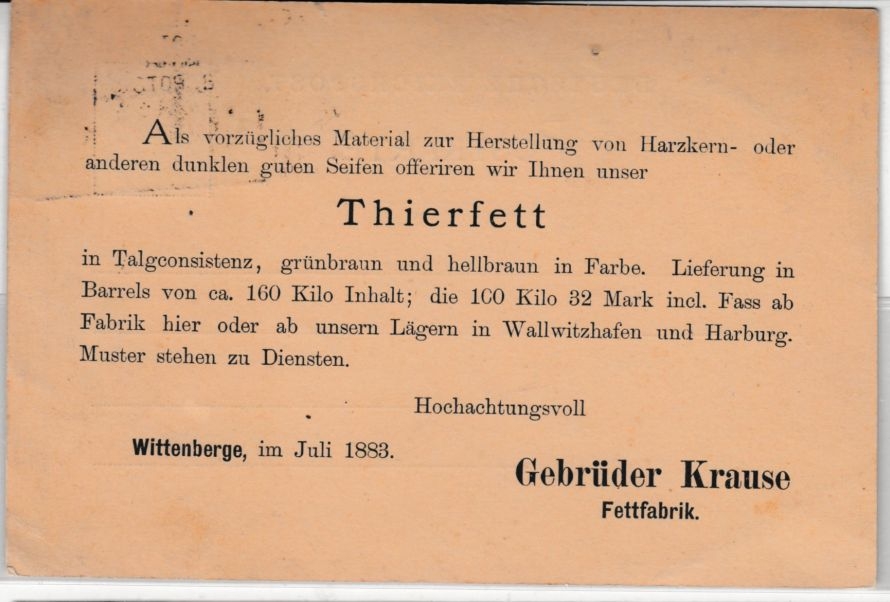 Als vorzügliches Material zur Herstellung von Harzkern- oder
anderen dunklen guten Seifen offeriren wir Ihnen unser
Thierfett
in Talgconsistenz, grünbraun und hellbraun in Farbe. Lieferung in
Barrels von ca. 160 Kilo Inhalt; die 100 Kilo 32 Mark incl. Fass ab
Fabrik hier oder ab unsern Lägern in Wallwitzhafen und Harburg.
Muster stehen zu Diensten.
Hochachtungsvoll
Wittenberge, im Juli 1883.
Gebrüder Krause
Fettfabrik.